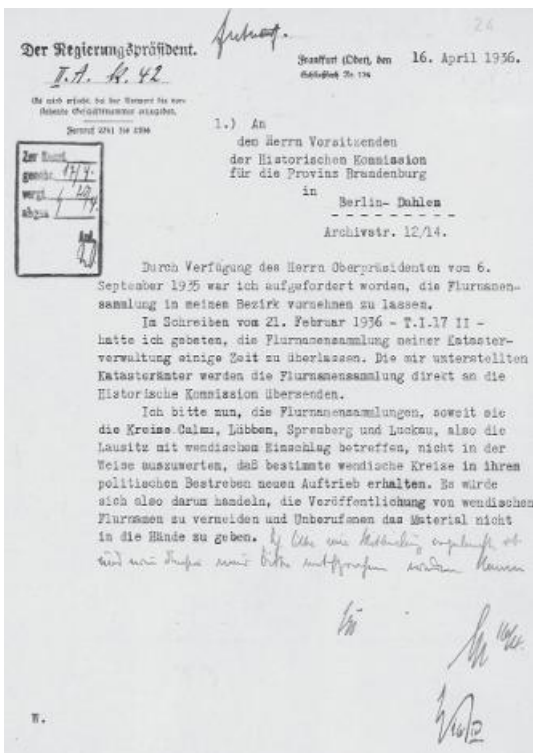 24
Der Regierungspräsident.
II.A. K. 42
Frankfurt (Oder), den 16. April 1936.
Es wird ersucht, bei der Antwort die vor-
stehende Geschäftsnummer anzugeben.
1.) An
den Herrn Vorsitzenden
der Historischen Kommission
für die Provinz Brandenburg
in
Berlin- Dahlem
Archivstr. 12/14.
Durch Verfügung des Herrn Oberpräsidenten vom 6.
September 1935 war ich aufgefordert worden, die Flurnamen-
sammlung in meinem Bezirk vornehmen zu lassen.
Im Schreiben vom 21. Februar 1936 - T.I.17 II -
hatte ich gebeten, die Flurnamensammlung meiner Kataster-
verwaltung einige Zeit zu überlassen. Die mir unterstellten
Katasterämter werden die Flurnamensammlung direkt an die
Historische Kommission übersenden.
Ich bitte nun, die Flurnamensammlungen, soweit sie
die Kreise Calau, Lübben, Spremberg und Luckau, also die
Lausitz mit wendischem Einschlag betreffen, nicht in der
Weise auszuwerten, daß bestimmte wendische Kreise in ihrem
politischen Bestreben neuen Auftrieb erhalten. Es würde
sich also darum handeln, die Veröffentlichung von wendischen
Flurnamen zu vermeiden und Unberufenen das Material nicht
in die Hände zu geben.
W.